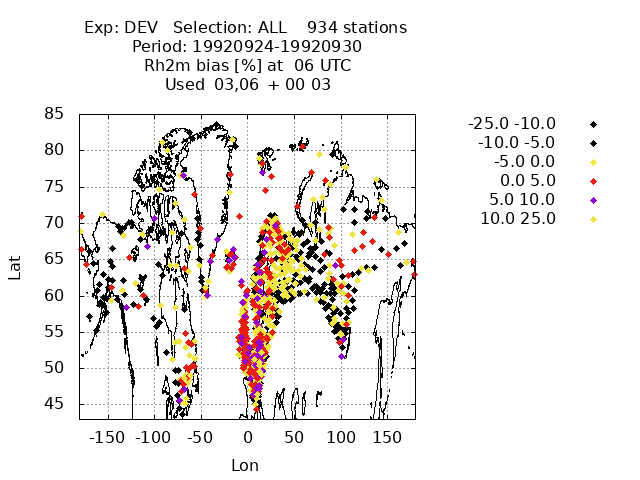 Exp: DEV Selection: ALL 934 stations
Period: 19920924-19920930
Rh2m bias [%] at 06 UTC
Used 03,06 + 00 03
-25.0 -10.0
-10.0 -5.0
-5.0 0.0
0.0 5.0
5.0 10.0
10.0 25.0
85
80
75
70
65
60
55
50
45
Lat
-150 -100 -50 0 50 100 150
Lon